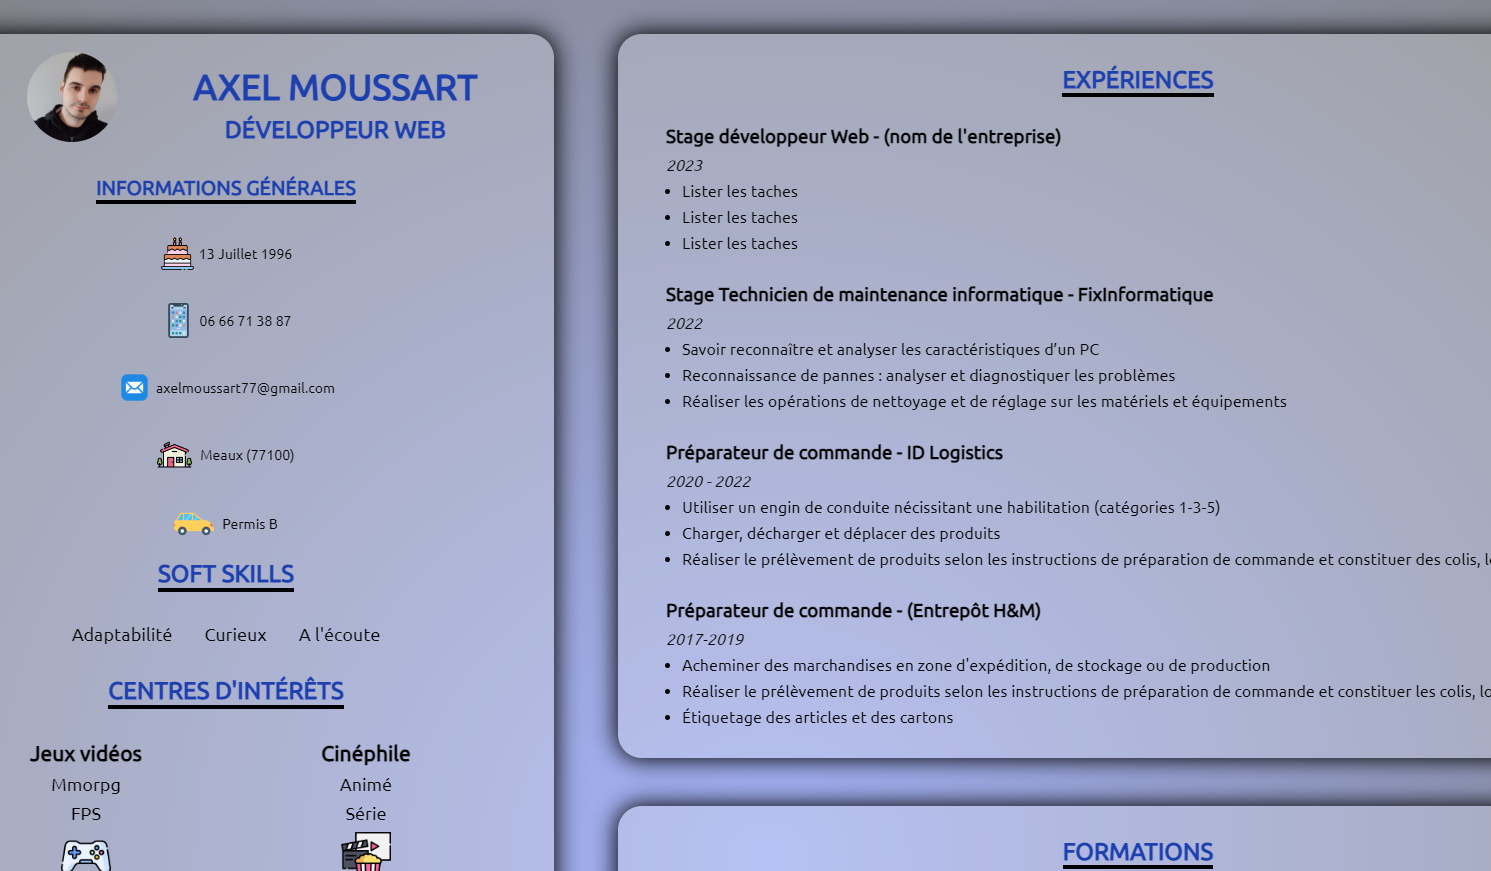 AXEL MOUSSART
DÉVELOPPEUR WEB
INFORMATIONS GÉNÉRALES
13 Juillet 1996
06 66 71 38 87
axelmoussart77@gmail.com
Meaux (77100)
Permis B
SOFT SKILLS
Adaptabilité Curieux A l'écoute
CENTRES D'INTÉRÊTS
Jeux vidéos
Mmorpg
FPS
Cinéphile
Animé
Série
EXPÉRIENCES
Stage développeur Web - (nom de l'entreprise)
2023
• Lister les taches
• Lister les taches
• Lister les taches
Stage Technicien de maintenance informatique - FixInformatique
2022
• Savoir reconnaître et analyser les caractéristiques d’un PC
• Reconnaissance de pannes : analyser et diagnostiquer les problèmes
• Réaliser les opérations de nettoyage et de réglage sur les matériels et équipements
Préparateur de commande - ID Logistics
2020 - 2022
• Utiliser un engin de conduite nécissitant une habilitation (catégories 1-3-5)
• Charger, décharger et déplacer des produits
• Réaliser le prélèvement de produits selon les instructions de préparation de commande et constituer des colis,
Préparateur de commande - (Entrepôt H&M)
2017-2019
• Acheminer des marchandises en zone d'expédition, de stockage ou de production
• Réaliser le prélèvement de produits selon les instructions de préparation de commande et constituer les colis,
• Étiquetage des articles et des cartons
FORMATIONS